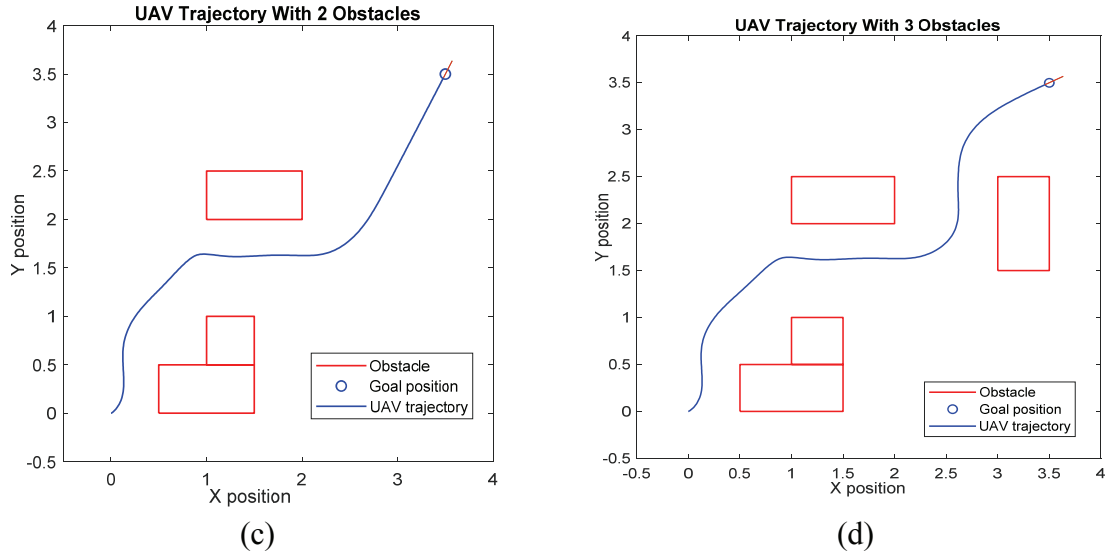 UAV Trajectory With 2 Obstacles
4
3.5
3
2.5
2
1.5
1
0.5
0
-0.5
Y position
0
1
2
3
4
X position
Obstacle
Goal position
UAV trajectory
(c)
UAV Trajectory With 3 Obstacles
4
3.5
3
2.5
2
1.5
1
0.5
0
-0.5
Y position
-0.5
0
0.5
1
1.5
2
2.5
3
3.5
4
X position
Obstacle
Goal position
UAV trajectory
(d)